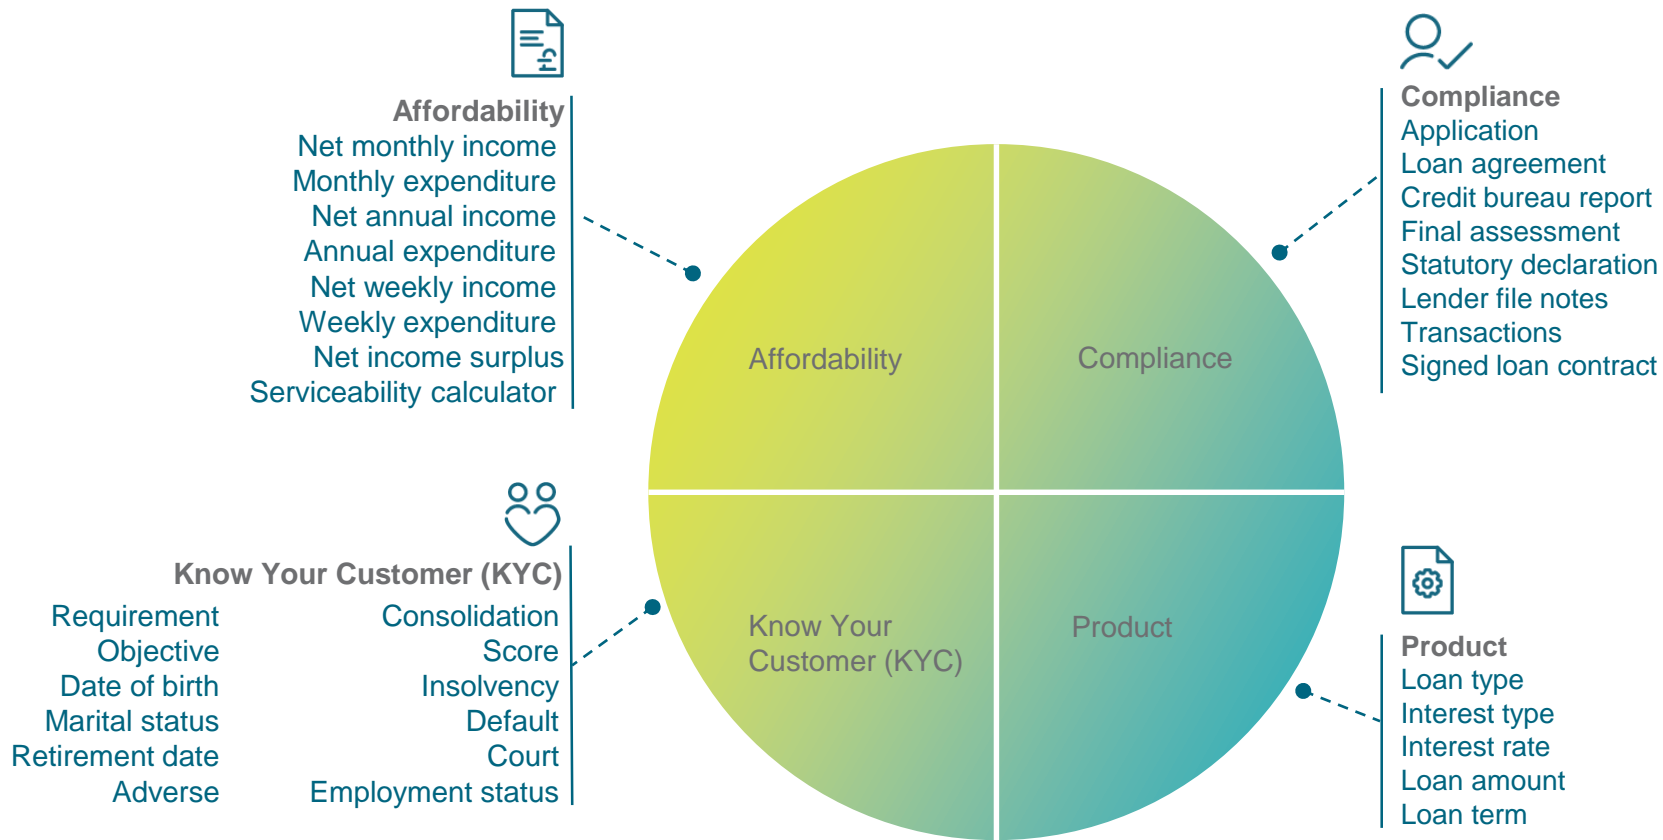 Affordability
Net monthly income
Monthly expenditure
Net annual income
Annual expenditure
Net weekly income
Weekly expenditure
Net income surplus
Serviceability calculator
Compliance
Application
Loan agreement
Credit bureau report
Final assessment
Statutory declaration
Lender file notes
Transactions
Signed loan contract
Affordability
Compliance
Know Your
Customer (KYC)
Product
Know Your Customer (KYC)
Requirement
Objective
Date of birth
Marital status
Retirement date
Adverse
Consolidation
Score
Insolvency
Default
Court
Employment status
Product
Loan type
Interest type
Interest rate
Loan amount
Loan term